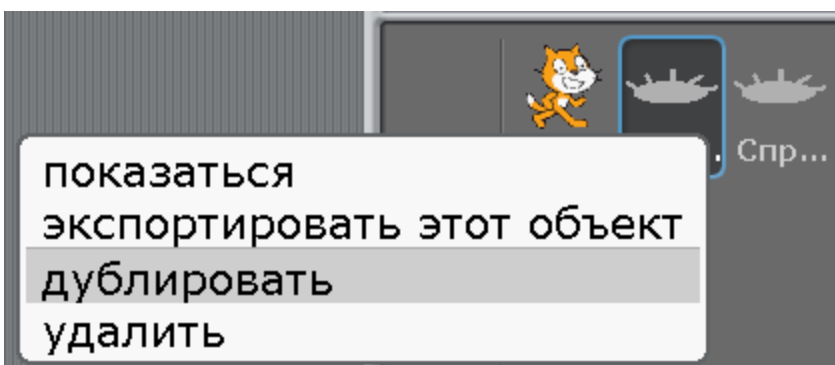 Спр...
показаться
экспортировать этот объект
дублировать
удалить